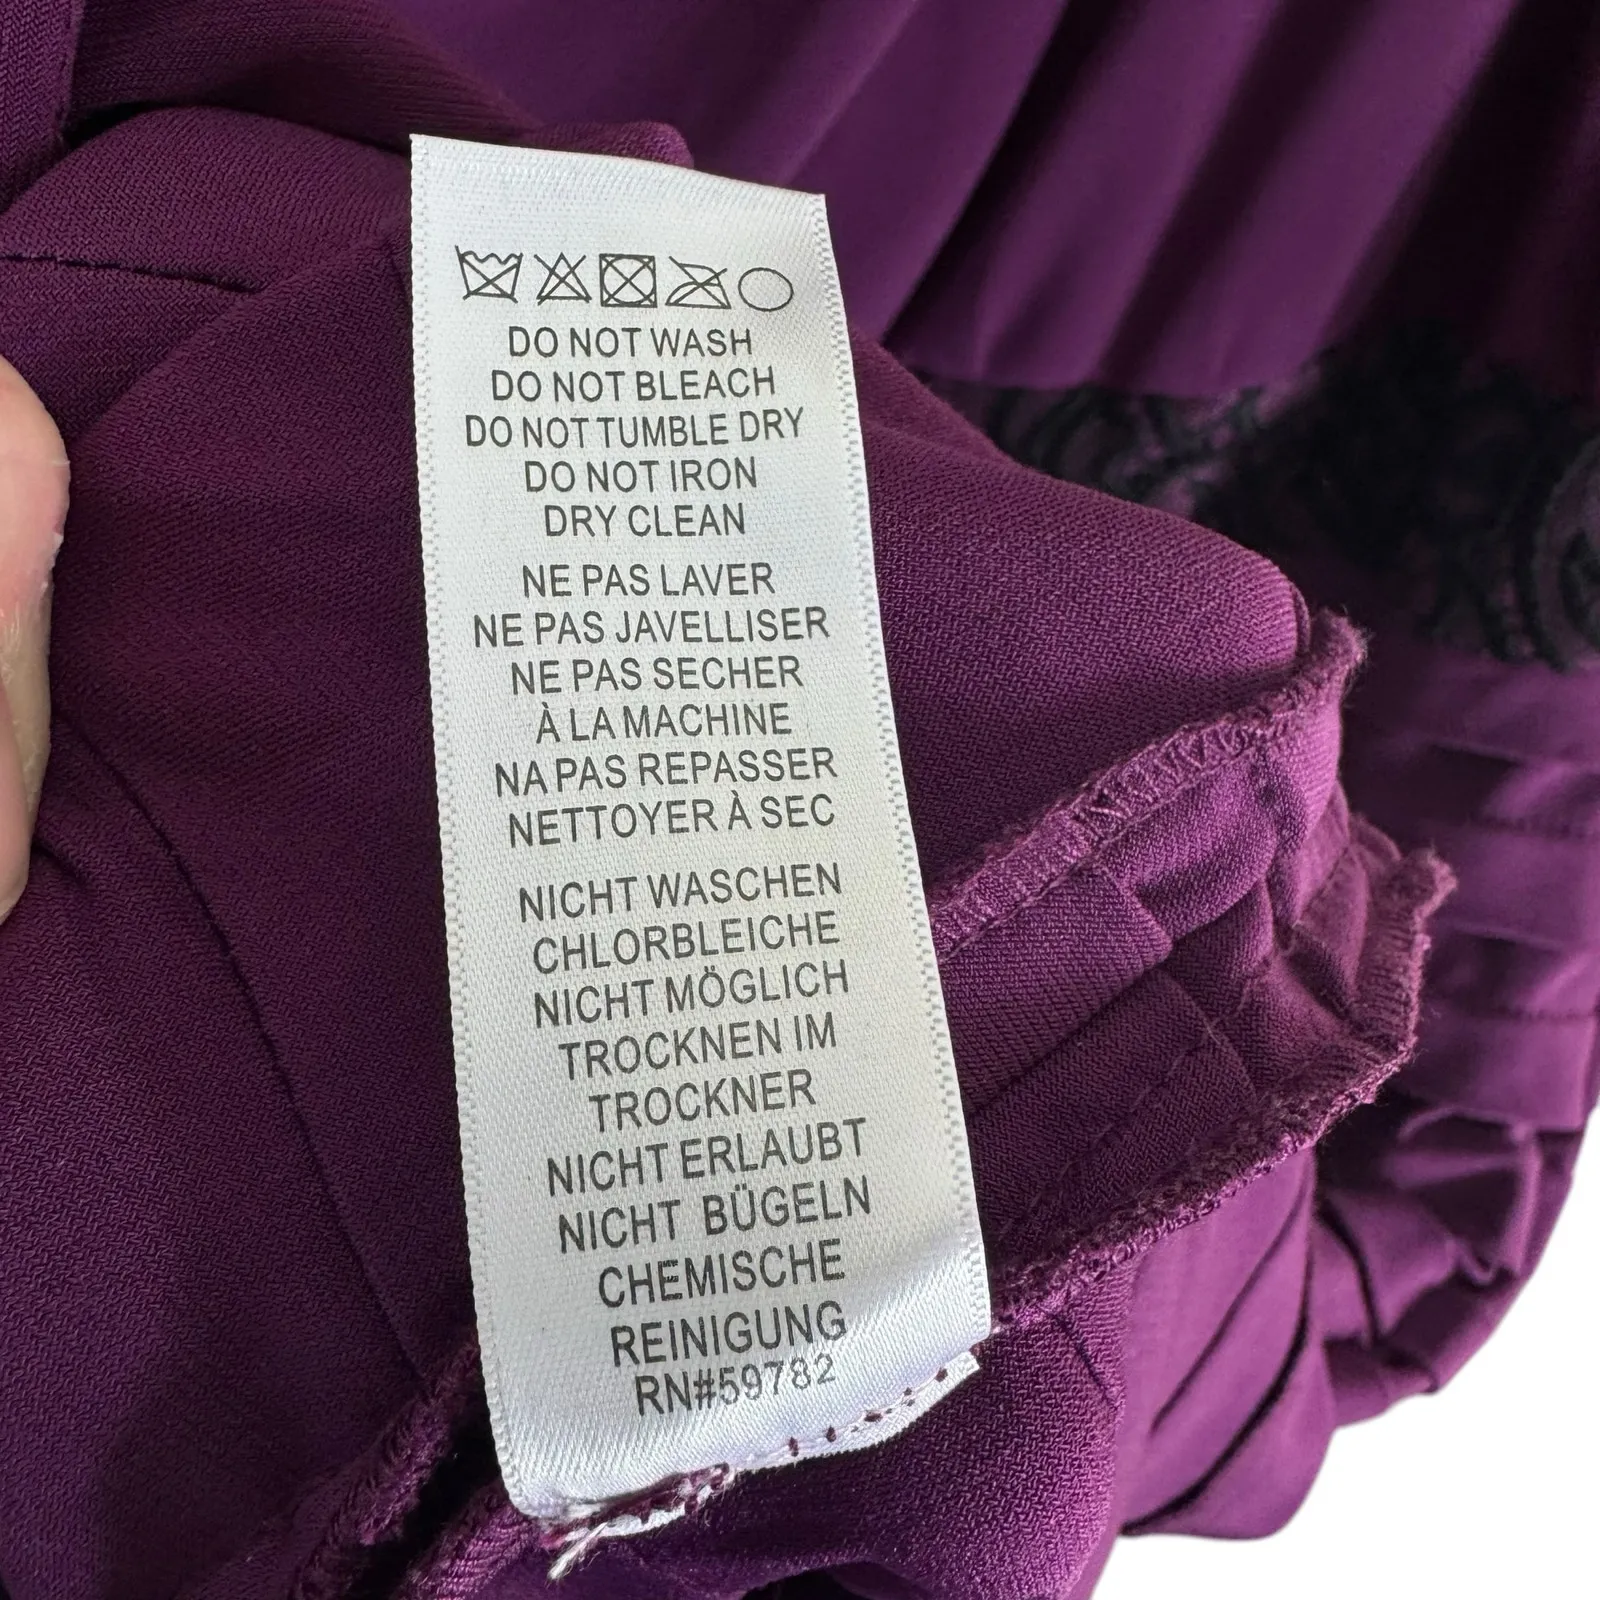 DO NOT WASH
DO NOT BLEACH
DO NOT TUMBLE DRY
DO NOT IRON
DRY CLEAN
NE PAS LAVER
NE PAS JAVELLISER
NE PAS SECHER
À LA MACHINE
NA PAS REPASSER
NETTOYER À SEC
NICHT WASCHEN
CHLORBLEICHE
NICHT MÖGLICH
TROCKNEN IM
TROCKNER
NICHT ERLAUBT
NICHT BÜGELN
CHEMISCHE
REINIGUNG
RN#59782